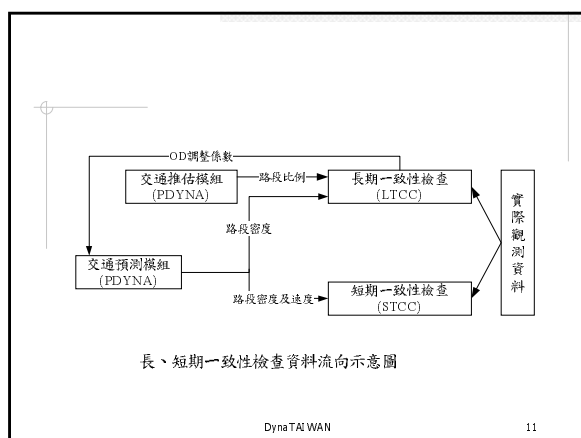 OD調整係數
交通推估模組
(PDYNA)
路段比例
長期一致性檢查
(LTCC)
實際觀測資料
路段密度
交通預測模組
(PDYNA)
路段密度及速度
短期一致性檢查
(STCC)
長、短期一致性檢查資料流向示意圖
DynaTAIWAN
11